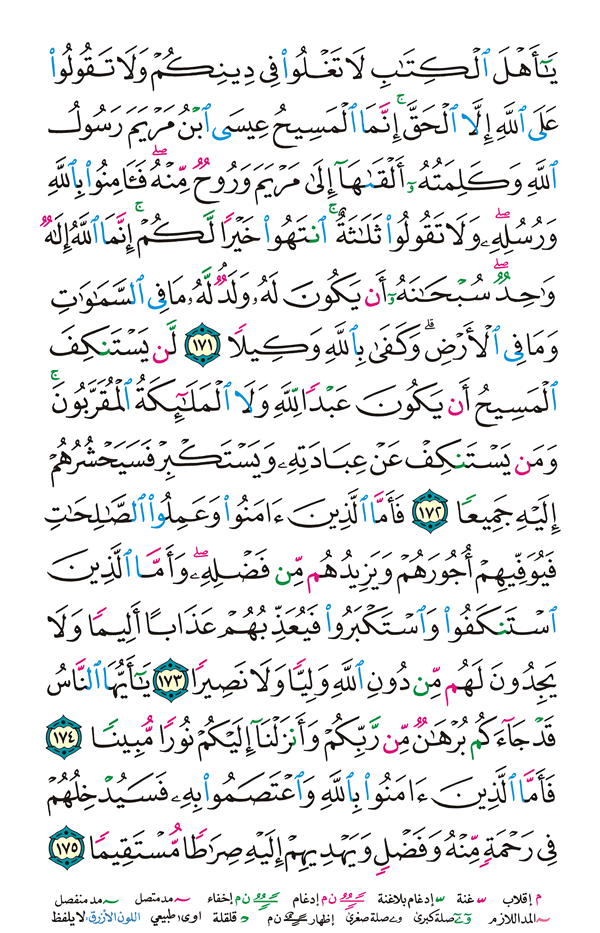 يَٰٓأَهۡلَ ٱلۡكِتَٰبِ لَا تَغۡلُواْ فِي دِينِكُمۡ وَلَا تَقُولُواْ
عَلَى ٱللَّهِ إِلَّا ٱلۡحَقَّۚ إِنَّمَا ٱلۡمَسِيحُ عِيسَى ٱبۡنُ مَرۡيَمَ رَسُولُ
ٱللَّهِ وَكَلِمَتُهُۥٓ أَلۡقَىٰهَآ إِلَىٰ مَرۡيَمَ وَرُوحٞ مِّنۡهُۖ فَـَٔامِنُواْ بِٱللَّهِ
وَرُسُلِهِۦۖ وَلَا تَقُولُواْ ثَلَٰثَةٌۚ ٱنتَهُواْ خَيۡرٗا لَّكُمۡۚ إِنَّمَا ٱللَّهُ إِلَٰهٞ
وَٰحِدٞۖ سُبۡحَٰنَهُۥٓ أَن يَكُونَ لَهُۥ وَلَدٞۘ لَّهُۥ مَا فِي ٱلسَّمَٰوَٰتِ
وَمَا فِي ٱلۡأَرۡضِۗ وَكَفَىٰ بِٱللَّهِ وَكِيلٗا ١٧١ لَّن يَسۡتَنكِفَ
ٱلۡمَسِيحُ أَن يَكُونَ عَبۡدٗا لِّلَّهِ وَلَا ٱلۡمَلَٰٓئِكَةُ ٱلۡمُقَرَّبُونَۚ
وَمَن يَسۡتَنكِفۡ عَنۡ عِبَادَتِهِۦ وَيَسۡتَكۡبِرۡ فَسَيَحۡشُرُهُمۡ
إِلَيۡهِ جَمِيعٗا ١٧٢ فَأَمَّا ٱلَّذِينَ ءَامَنُواْ وَعَمِلُواْ ٱلصَّٰلِحَٰتِ
فَيُوَفِّيهِمۡ أُجُورَهُمۡ وَيَزِيدُهُم مِّن فَضۡلِهِۦۖ وَأَمَّا ٱلَّذِينَ
ٱسۡتَنكَفُواْ وَٱسۡتَكۡبَرُواْ فَيُعَذِّبُهُمۡ عَذَابًا أَلِيمٗا وَلَا
يَجِدُونَ لَهُم مِّن دُونِ ٱللَّهِ وَلِيّٗا وَلَا نَصِيرٗا ١٧٣ يَٰٓأَيُّهَا ٱلنَّاسُ
قَدۡ جَآءَكُم بُرۡهَٰنٞ مِّن رَّبِّكُمۡ وَأَنزَلۡنَآ إِلَيۡكُمۡ نُورٗا مُّبِينٗا ١٧٤
فَأَمَّا ٱلَّذِينَ ءَامَنُواْ بِٱللَّهِ وَٱعۡتَصَمُواْ بِهِۦ فَسَيُدۡخِلُهُمۡ
فِي رَحۡمَةٖ مِّنۡهُ وَفَضۡلٖ وَيَهۡدِيهِمۡ إِلَيۡهِ صِرَٰطٗا مُّسۡتَقِيمٗا ١٧٥
م إقلاب غنة إدغام بلاغنة ن م إدغام ن م إخفاء مد متصل مد منفصل
المد اللازم صلة كبرى صلة صغرى إظهار ن م قلقلة اوى طبيعي اللون الأزرق لا يلفظ